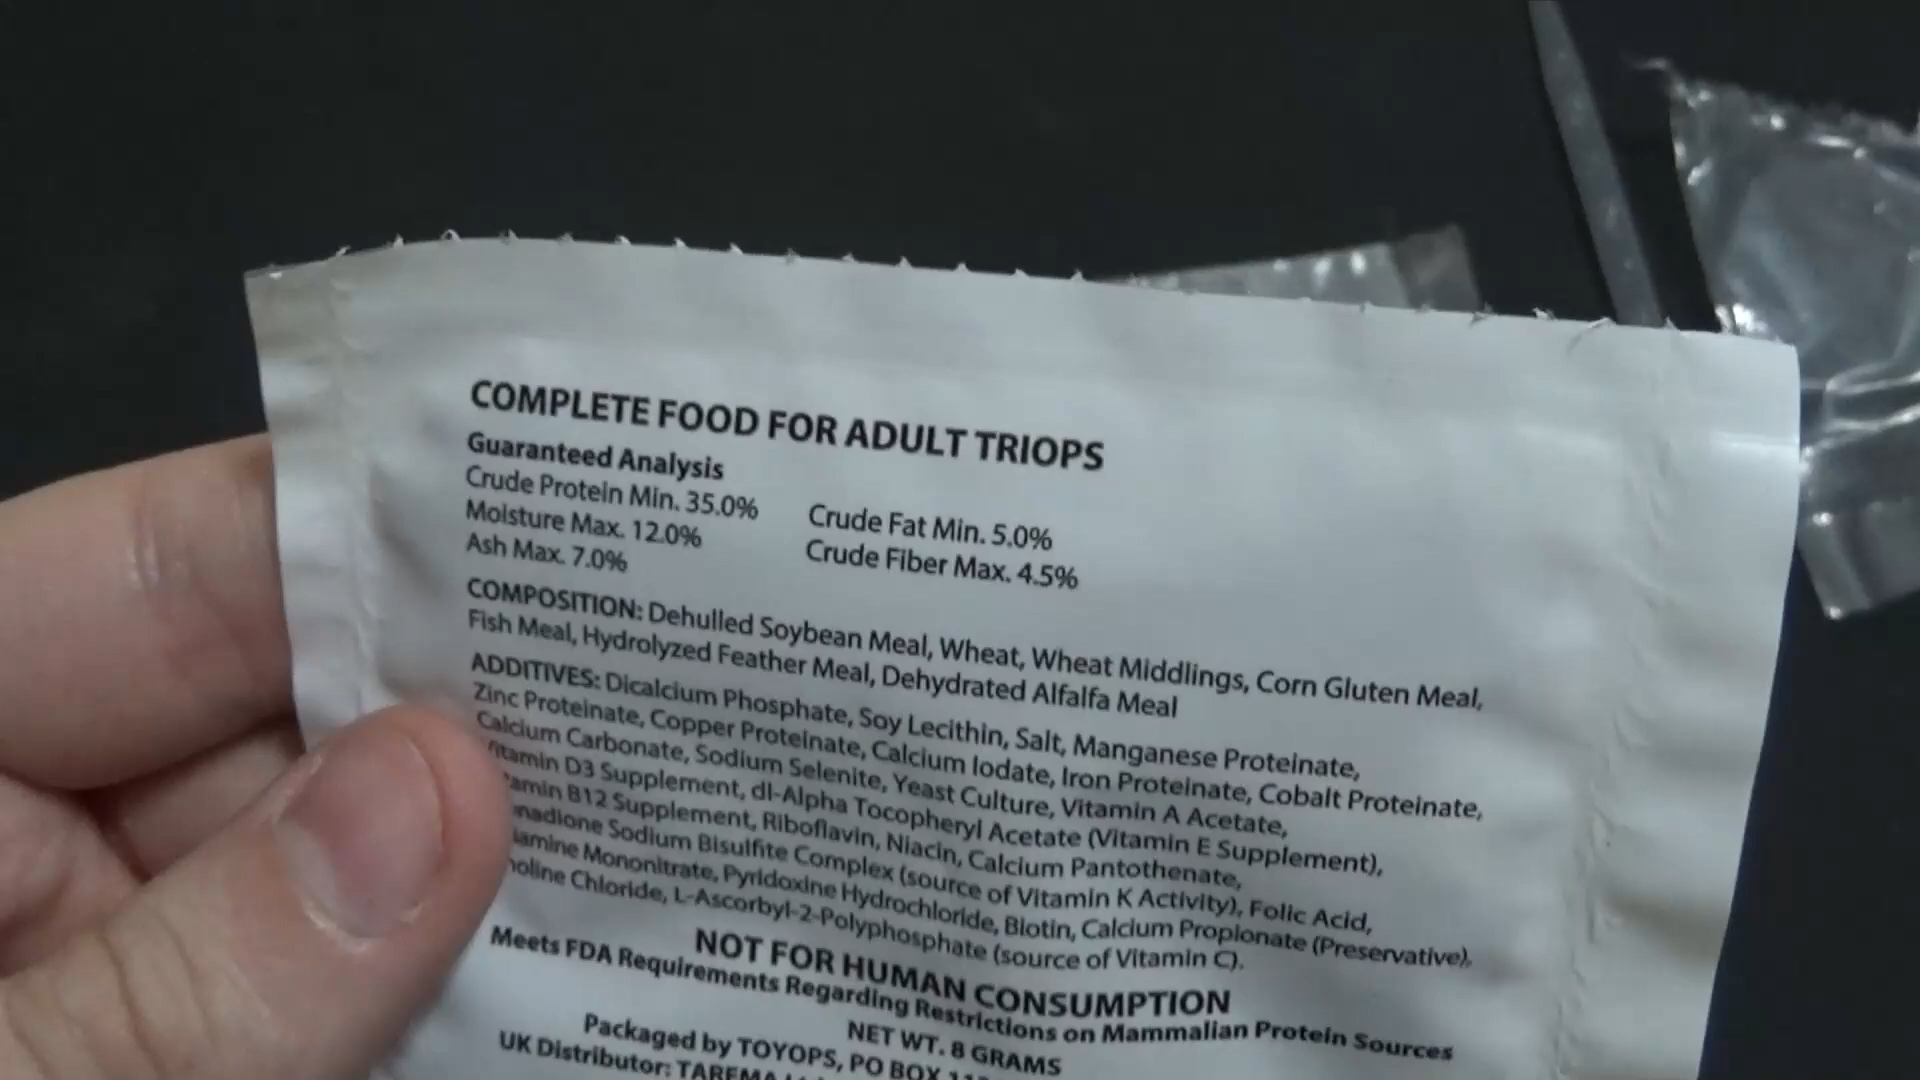 COMPLETE FOOD FOR ADULT TRIOPS
Guaranteed Analysis
Crude Protein Min. 35.0% Crude Fat Min. 5.0%
Moisture Max. 12.0% Crude Fiber Max. 4.5%
Ash Max. 7.0%
COMPOSITION: Dehulled Soybean Meal, Wheat, Wheat Middlings, Corn Gluten Meal,
Fish Meal, Hydrolyzed Feather Meal, Dehydrated Alfalfa Meal
ADDITIVES: Dicalcium Phosphate, Soy Lecithin, Salt, Manganese Proteinate,
Zinc Proteinate, Copper Proteinate, Calcium Iodate, Iron Proteinate, Cobalt Proteinate,
Calcium Carbonate, Sodium Selenite, Yeast Culture, Vitamin A Acetate,
D3 Supplement, dl-Alpha Tocopheryl Acetate (Vitamin E Supplement),
B12 Supplement, Riboflavin, Niacin, Calcium Pantothenate,
Sodium Bisulfite Complex (source of Vitamin K Activity), Folic Acid,
Mononitrate, Pyridoxine Hydrochloride, Biotin, Calcium Propionate (Preservative),
Chloride, L-Ascorbyl-2-Polyphosphate (source of Vitamin C).
NOT FOR HUMAN CONSUMPTION
Meets FDA Requirements Regarding Restrictions on Mammalian Protein Sources
NET WT. 8 GRAMS
Packaged by TOYOPS, PO BOX
UK Distributor: TAREMA